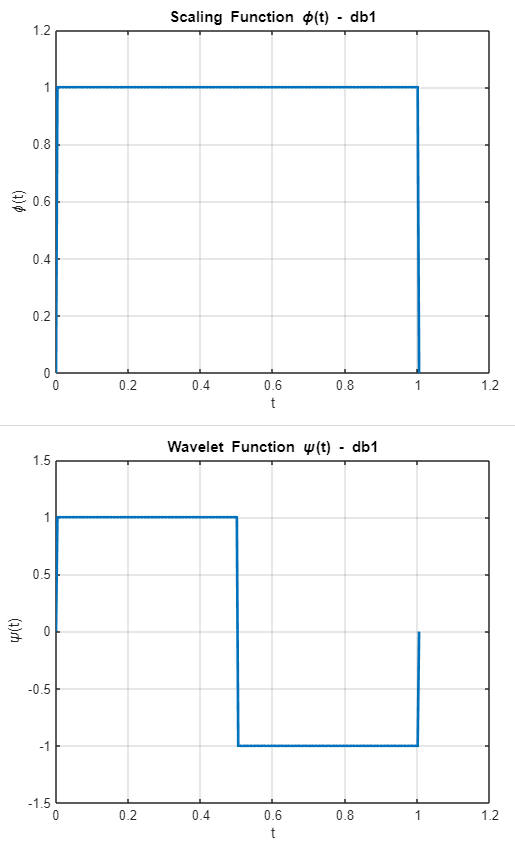 Scaling Function ϕ(t) - db1
1.2
1
0.8
0.6
0.4
0.2
0
ϕ(t)
0 0.2 0.4 0.6 0.8 1 1.2
t
Wavelet Function ψ(t) - db1
1.5
1
0.5
0
-0.5
-1
-1.5
ψ(t)
0 0.2 0.4 0.6 0.8 1 1.2
t